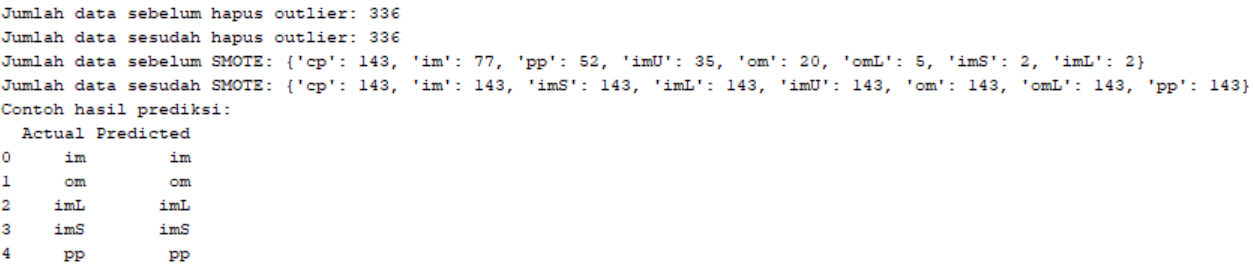 Jumlah data sebelum hapus outlier: 336
Jumlah data sesudah hapus outlier: 336
Jumlah data sebelum SMOTE: {'cp': 143, 'im': 77, 'pp': 52, 'imU': 35, 'om': 20, 'omL': 5, 'imS': 2, 'imL': 2}
Jumlah data sesudah SMOTE: {'cp': 143, 'im': 143, 'imS': 143, 'imL': 143, 'imU': 143, 'om': 143, 'omL': 143, 'pp': 143}
Contoh hasil prediksi:
  Actual Predicted
0     im        im
1     om        om
2    imL       imL
3    imS       imS
4     pp        pp